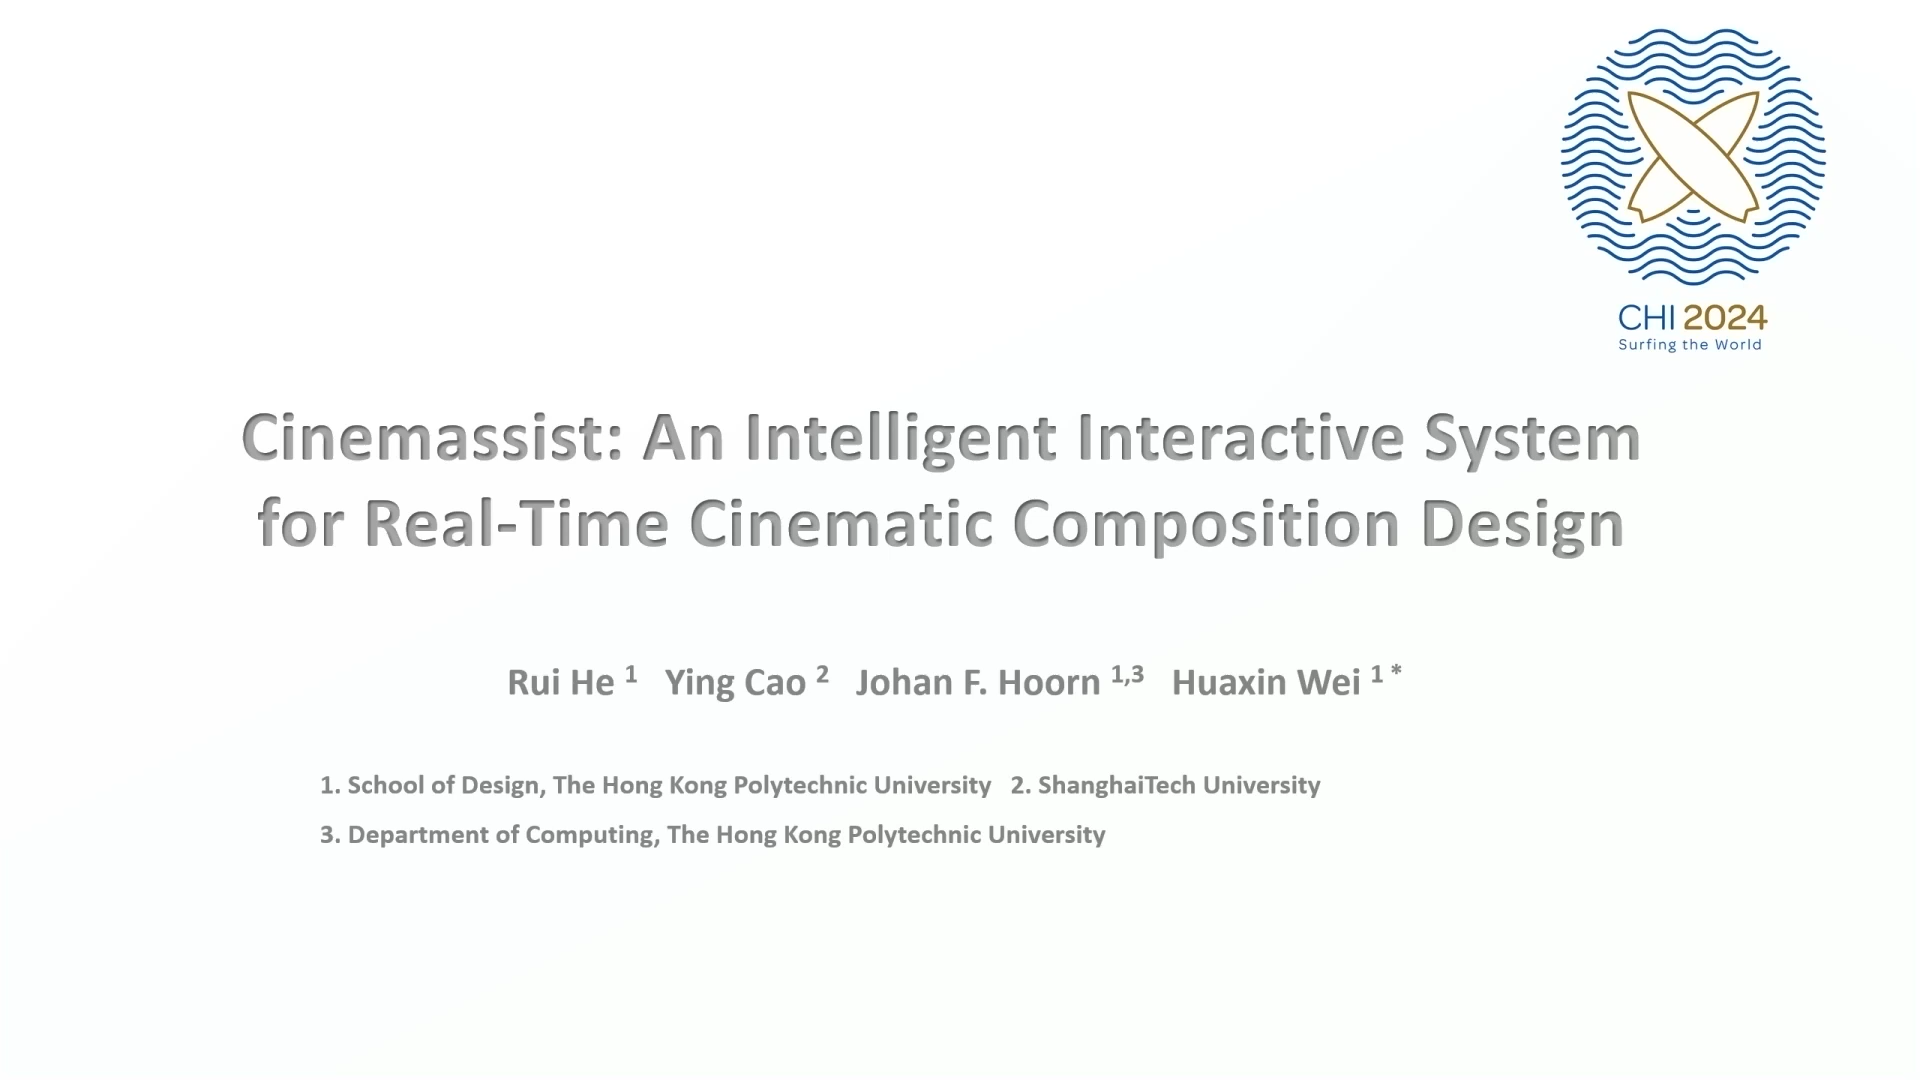 CHI 2024
Surfing the World
Cinemassist: An Intelligent Interactive System
for Real-Time Cinematic Composition Design
Rui He 1 Ying Cao 2 Johan F. Hoorn 1,3 Huaxin Wei 1 *
1. School of Design, The Hong Kong Polytechnic University 2. ShanghaiTech University
3. Department of Computing, The Hong Kong Polytechnic University